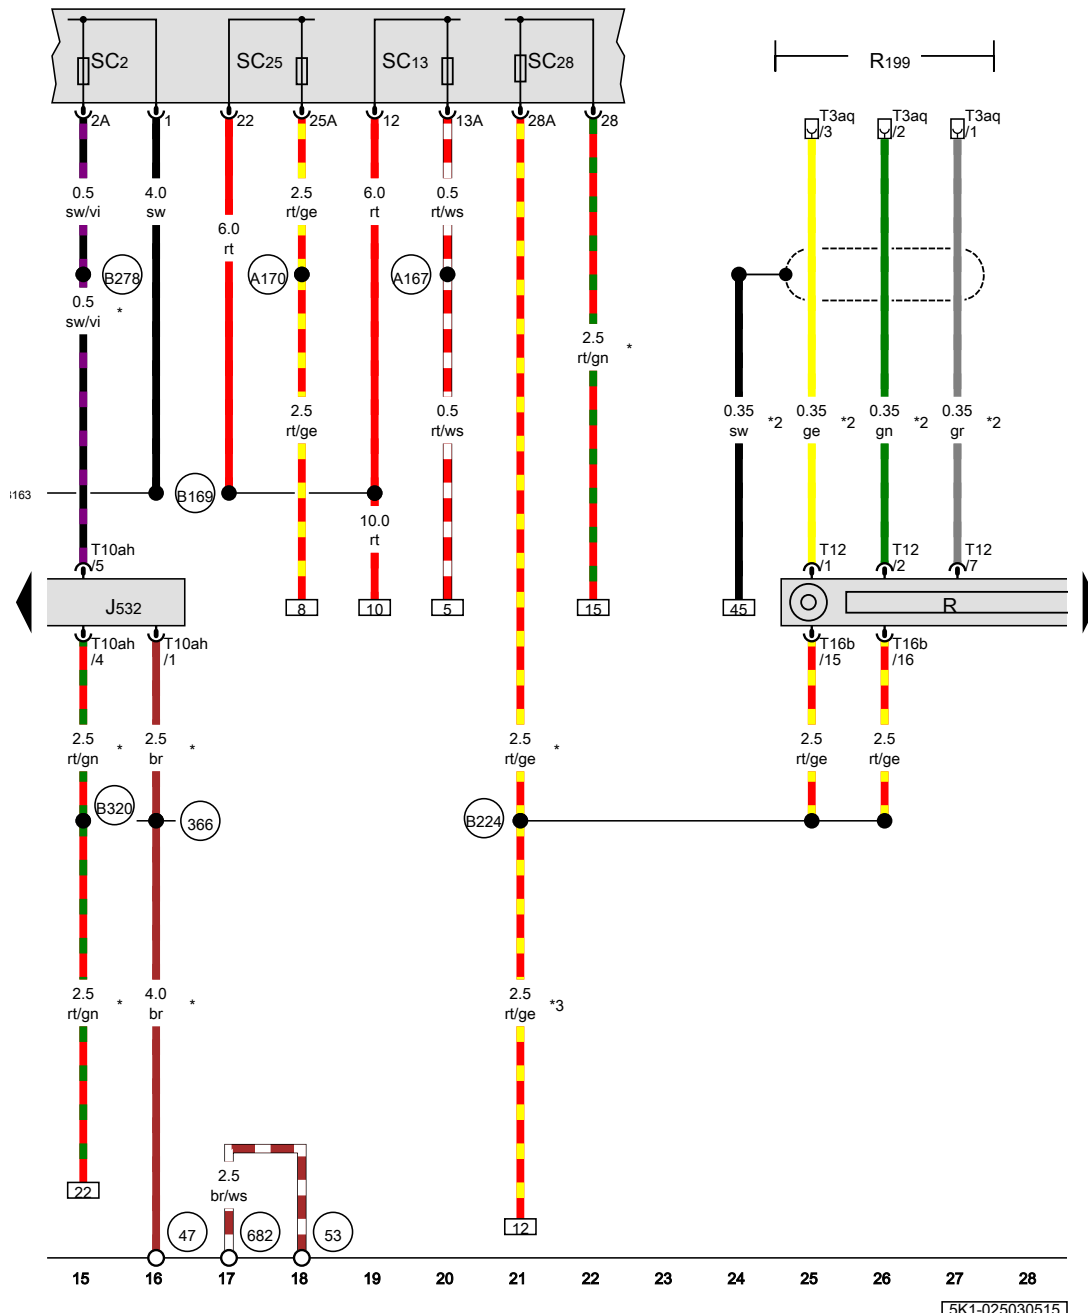 SC2
SC25
SC13
SC28
R199
2A
1
22
25A
12
13A
28A
28
T3aq
/3
T3aq
/2
T3aq
/1
0.5
sw/vi
4.0
sw
6.0
rt
2.5
rt/ge
6.0
rt
0.5
rt/ws
B278
A170
A167
0.5
sw/vi
*
2.5
rt/gn
*
2.5
rt/ge
0.5
rt/ws
0.35
sw
*2
0.35
ge
*2
0.35
gn
*2
0.35
gr
*2
B169
10.0
rt
T10ah
/5
T12
/1
T12
/2
T12
/7
J532
8
10
5
15
45
R
T10ah
/4
T10ah
/1
T16b
/15
T16b
/16
2.5
rt/gn
*
2.5
br
*
2.5
rt/ge
*
2.5
rt/ge
2.5
rt/ge
B320
366
B224
2.5
rt/gn
*
4.0
br
*
2.5
rt/ge
*3
22
2.5
br/ws
12
47
682
53
15 16 17 18 19 20 21 22 23 24 25 26 27 28
5K1-025030515